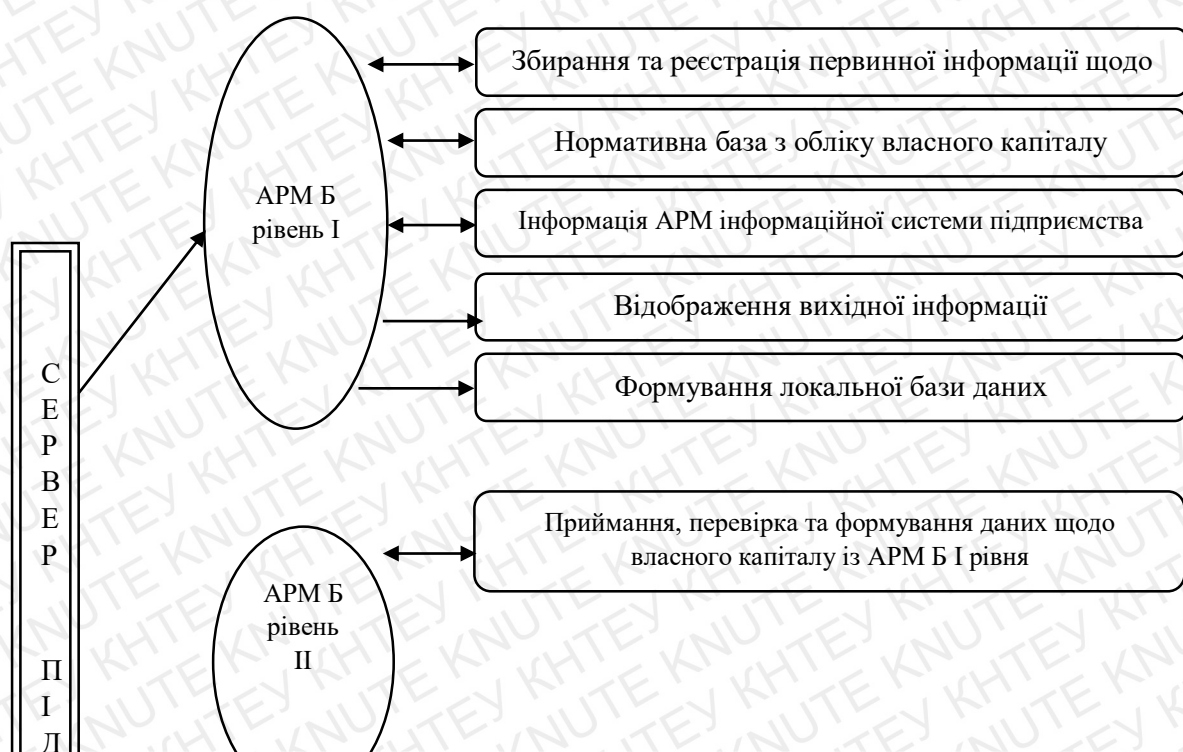 Збирання та реєстрація первинної інформації щодо
Нормативна база з обліку власного капіталу
АРМ Б
рівень І
Інформація АРМ інформаційної системи підприємства
Відображення вихідної інформації
Формування локальної бази даних
С
Е
Р
В
Е
Р
П
І
Д
Приймання, перевірка та формування даних щодо
власного капіталу із АРМ Б І рівня
АРМ Б
рівень
ІІ